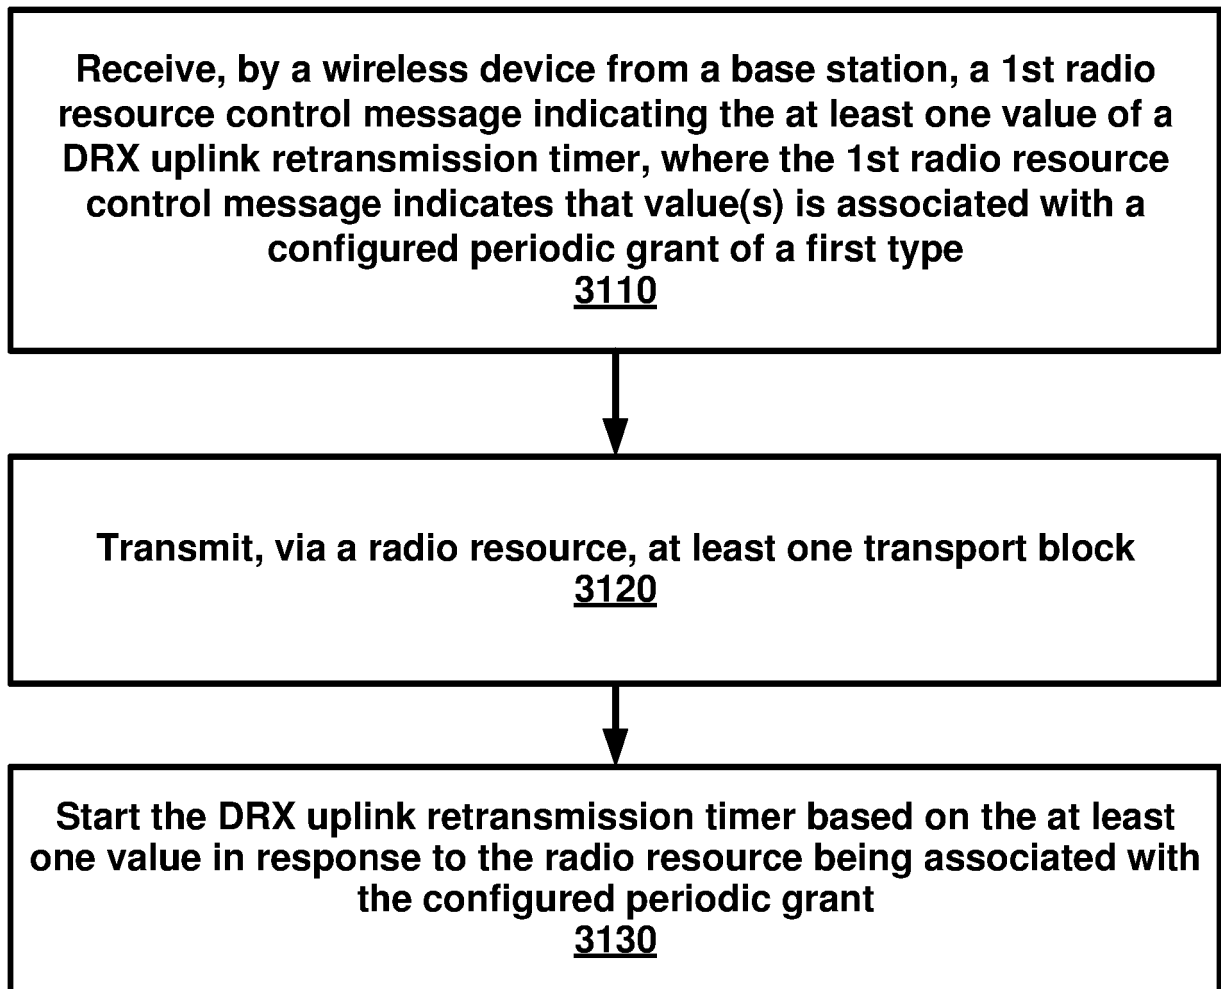 Receive, by a wireless device from a base station, a 1st radio
resource control message indicating the at least one value of a
DRX uplink retransmission timer, where the 1st radio resource
control message indicates that value(s) is associated with a
configured periodic grant of a first type
3110
Transmit, via a radio resource, at least one transport block
3120
Start the DRX uplink retransmission timer based on the at least
one value in response to the radio resource being associated with
the configured periodic grant
3130